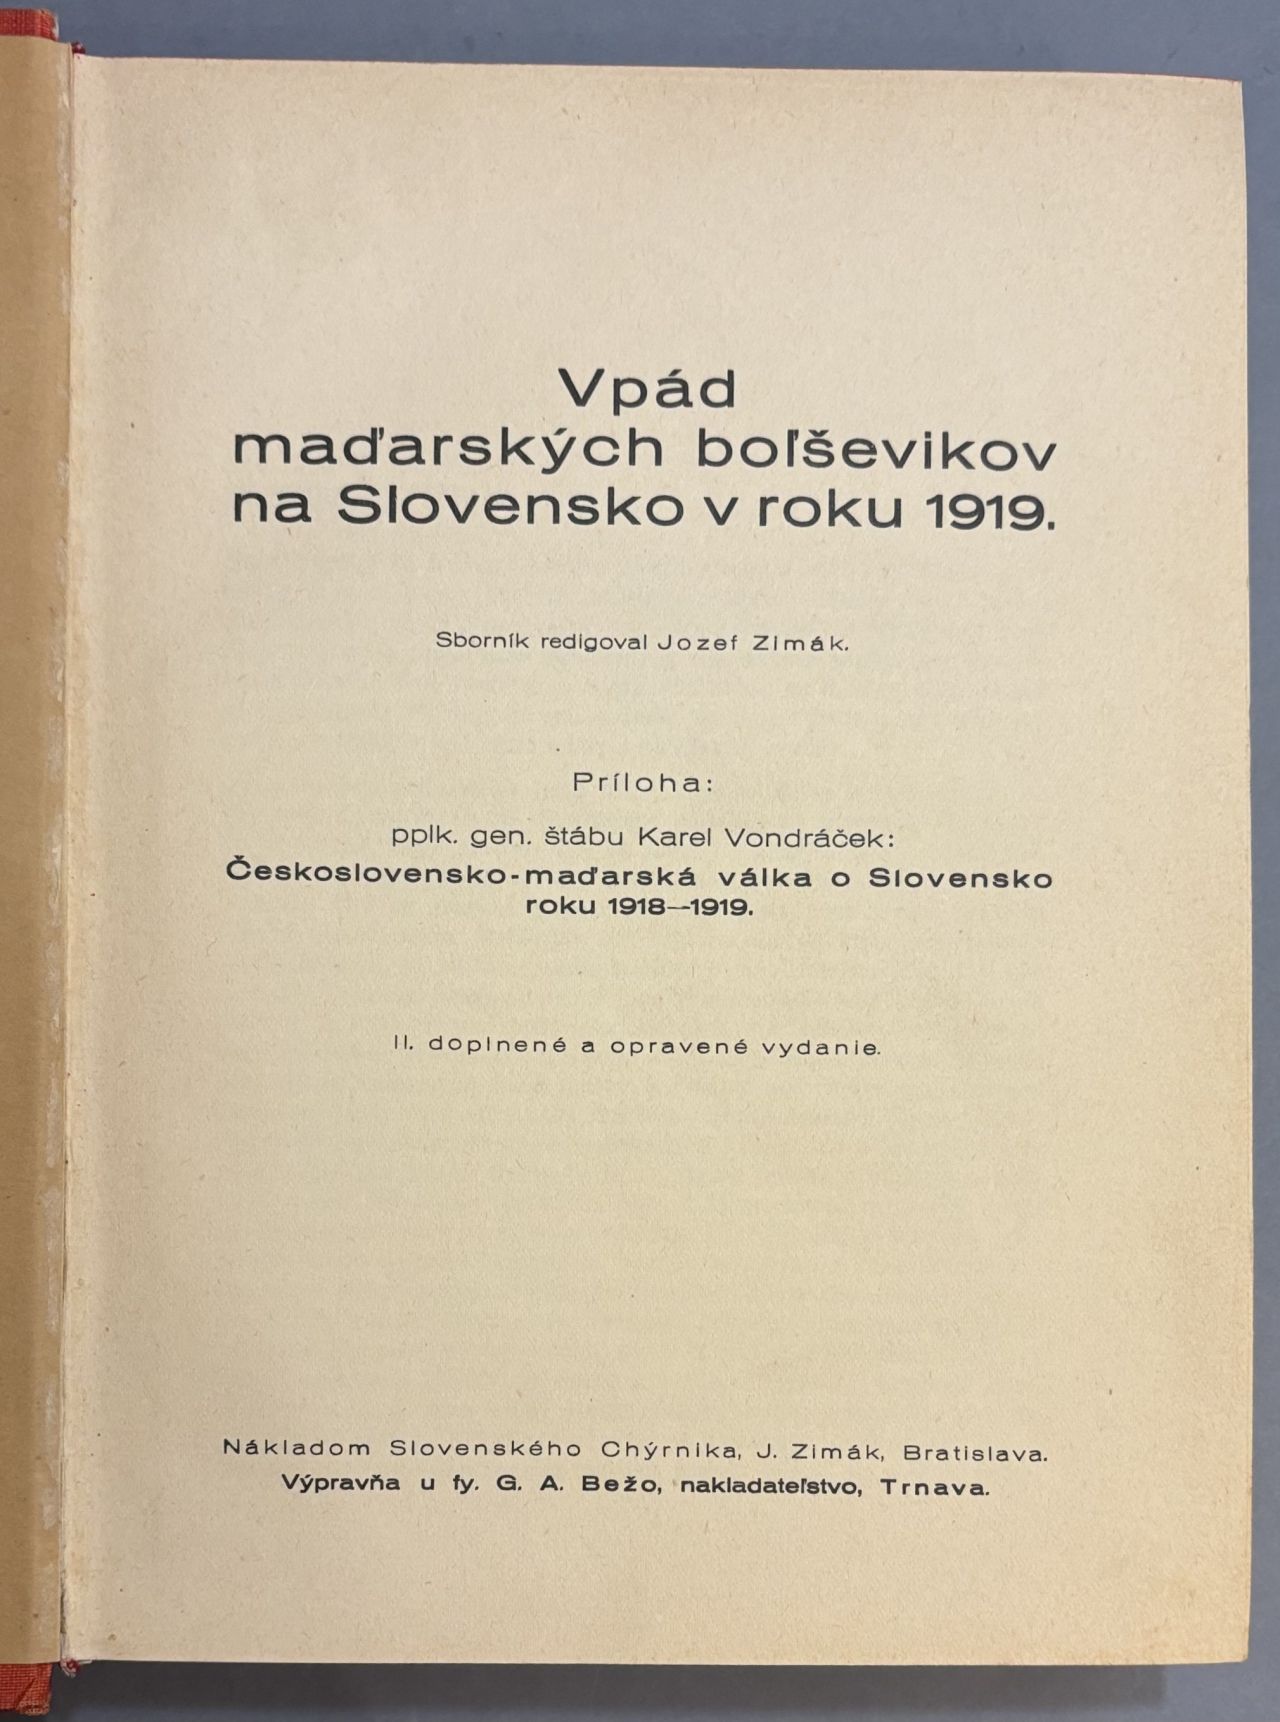 Vpád
maďarských boľševikov
na Slovensko v roku 1919.
Sborník redigoval Jozef Zimák.
Príloha:
pplk. gen. štábu Karel Vondráček:
Československo-maďarská válka o Slovensko
roku 1918—1919.
II. doplnené a opravené vydanie.
Nákladom Slovenského Chýrnika, J. Zimák, Bratislava.
Výpravňa u fy. G. A. Bežo, nakladateľstvo, Trnava.